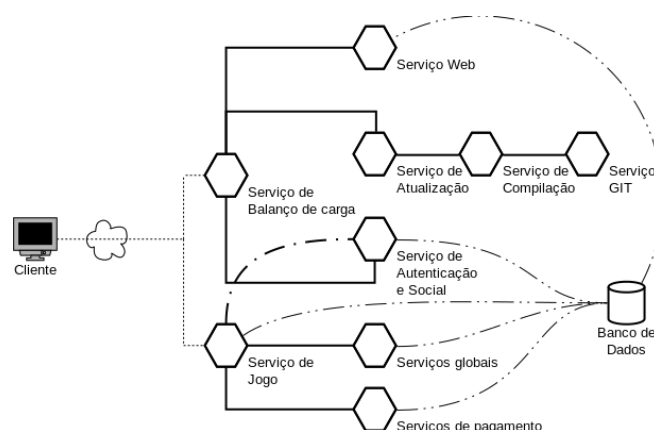 Serviço Web
Serviço de
Atualização
Serviço de
Compilação
Serviço
GIT
Serviço de
Balanço de carga
Cliente
Serviço de
Autenticação
e Social
Banco de
Dados
Serviço de
Jogo
Serviços globais
Serviços de pagamento